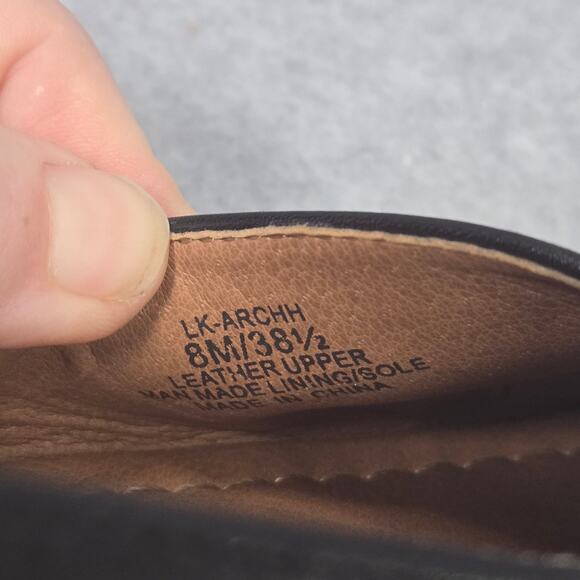 LK-ARCHH
8M/38½
LEATHER UPPER
MAN MADE LINING/SOLE
MADE IN CHINA